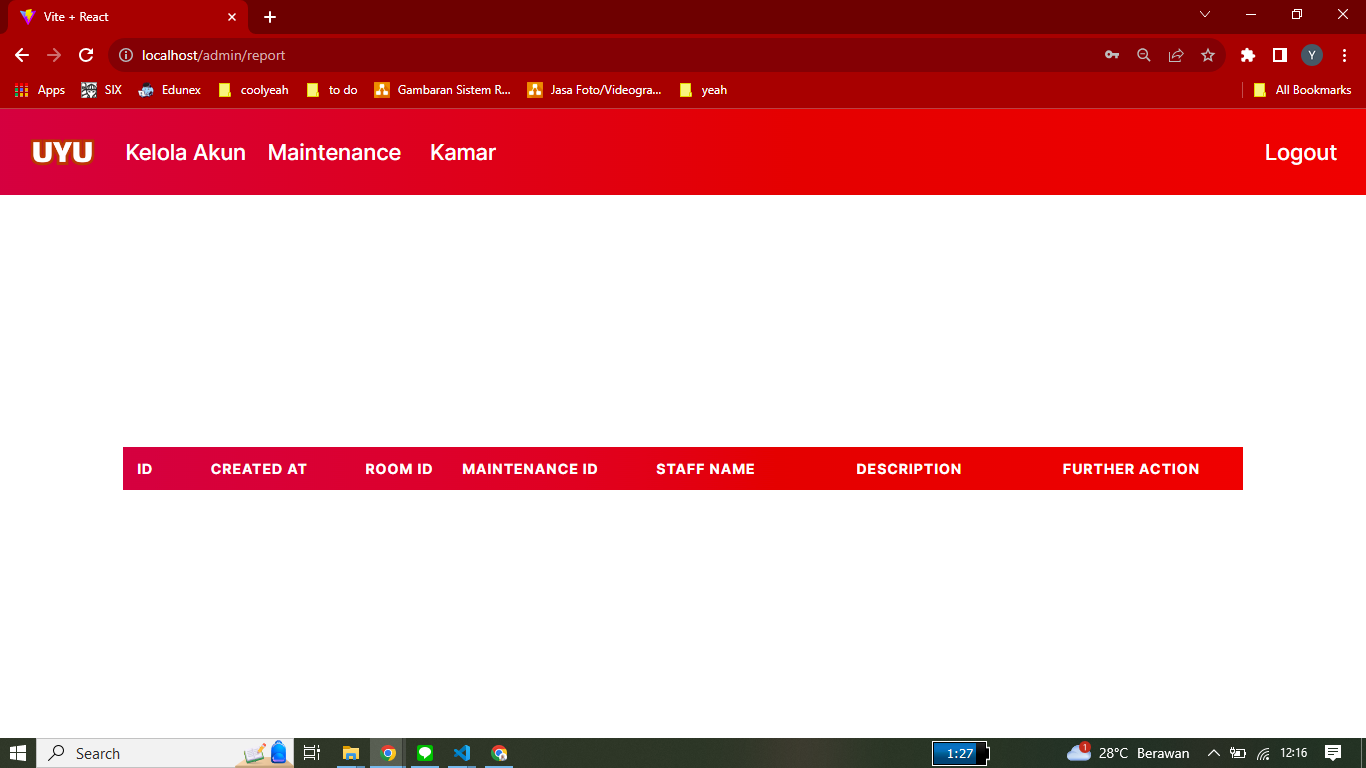 Vite + React
localhost/admin/report
Y
Apps SIX Edunex coolyeah to do Gambaran Sistem R... Jasa Foto/Videogra... yeah All Bookmarks
UYU Kelola Akun Maintenance Kamar Logout
ID CREATED AT ROOM ID MAINTENANCE ID STAFF NAME DESCRIPTION FURTHER ACTION
Search 1:27 1 28°C Berawan 12:16